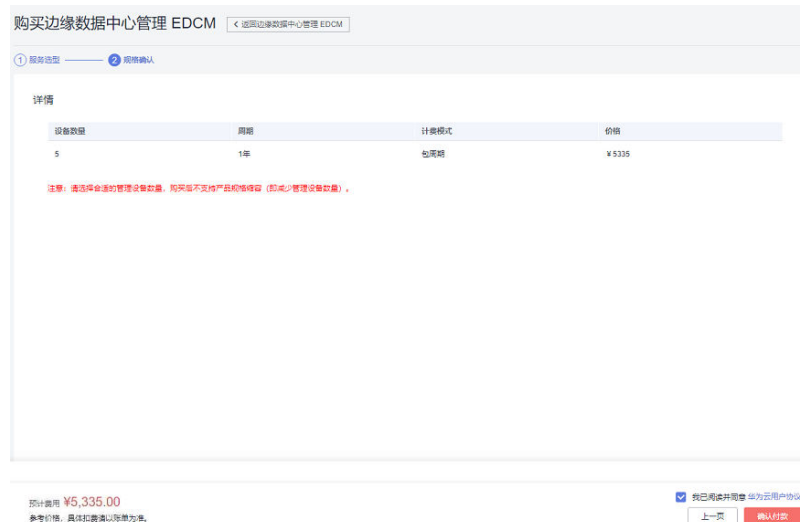 购买边缘数据中心管理 EDCM < 返回边缘数据中心管理 EDCM
1 服务选型 2 规格确认
详情
设备数量 周期 计费模式 价格
5 1年 包周期 ¥ 5335
注意：请选择合适的管理设备数量，购买后不支持产品规格缩容（即减少管理设备数量）。
预计费用 ¥5,335.00 我已阅读并同意 华为云用户协议
参考价格，具体扣费请以账单为准。 上一页 确认付款